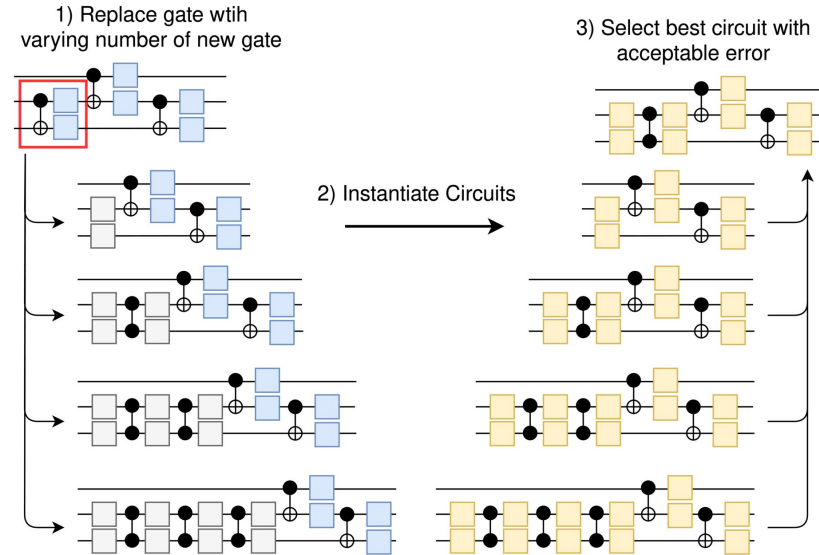 1) Replace gate wtih
varying number of new gate
2) Instantiate Circuits
3) Select best circuit with
acceptable error